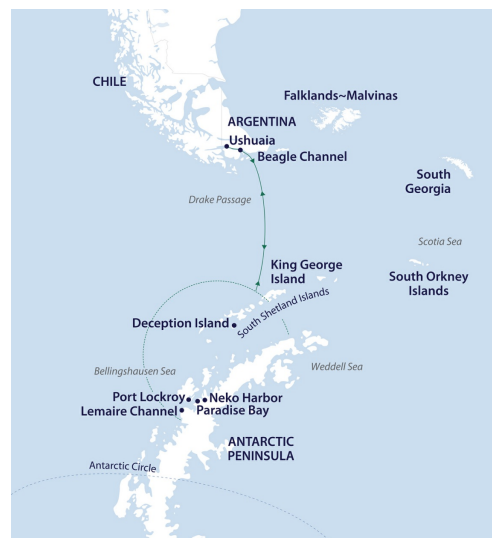 CHILE
Falklands~Malvinas
ARGENTINA
Ushuaia
Beagle Channel
South
Georgia
Drake Passage
Scotia Sea
King George
Island
South Orkney
Islands
South Shetland Islands
Deception Island
Weddell Sea
Bellingshausen Sea
Port Lockroy
Neko Harbor
Lemaire Channel
Paradise Bay
ANTARCTIC
PENINSULA
Antarctic Circle